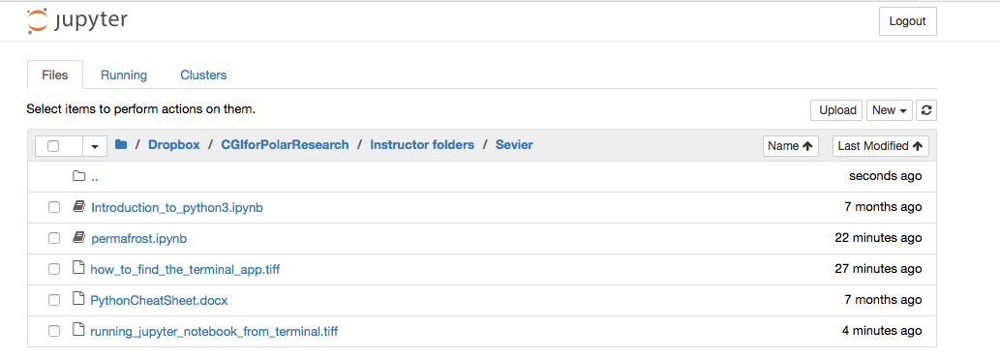 jupyter Logout
Files Running Clusters
Select items to perform actions on them. Upload New
/ Dropbox / CGIforPolarResearch / Instructor folders / Sevier Name Last Modified
.. seconds ago
Introduction_to_python3.ipynb 7 months ago
permafrost.ipynb 22 minutes ago
how_to_find_the_terminal_app.tiff 27 minutes ago
PythonCheatSheet.docx 7 months ago
running_jupyter_notebook_from_terminal.tiff 4 minutes ago